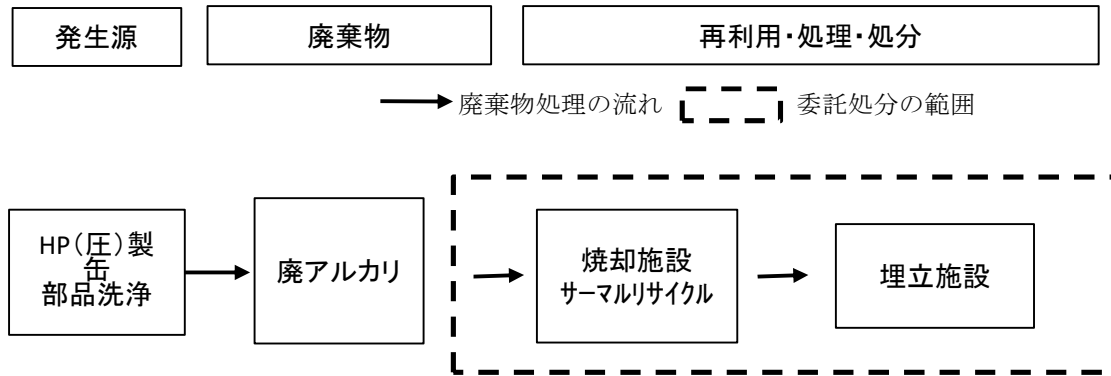 発生源
廃棄物
再利用・処理・処分
廃棄物処理の流れ
委託処分の範囲
HP(圧)製
缶
部品洗浄
廃アルカリ
焼却施設
サーマルリサイクル
埋立施設